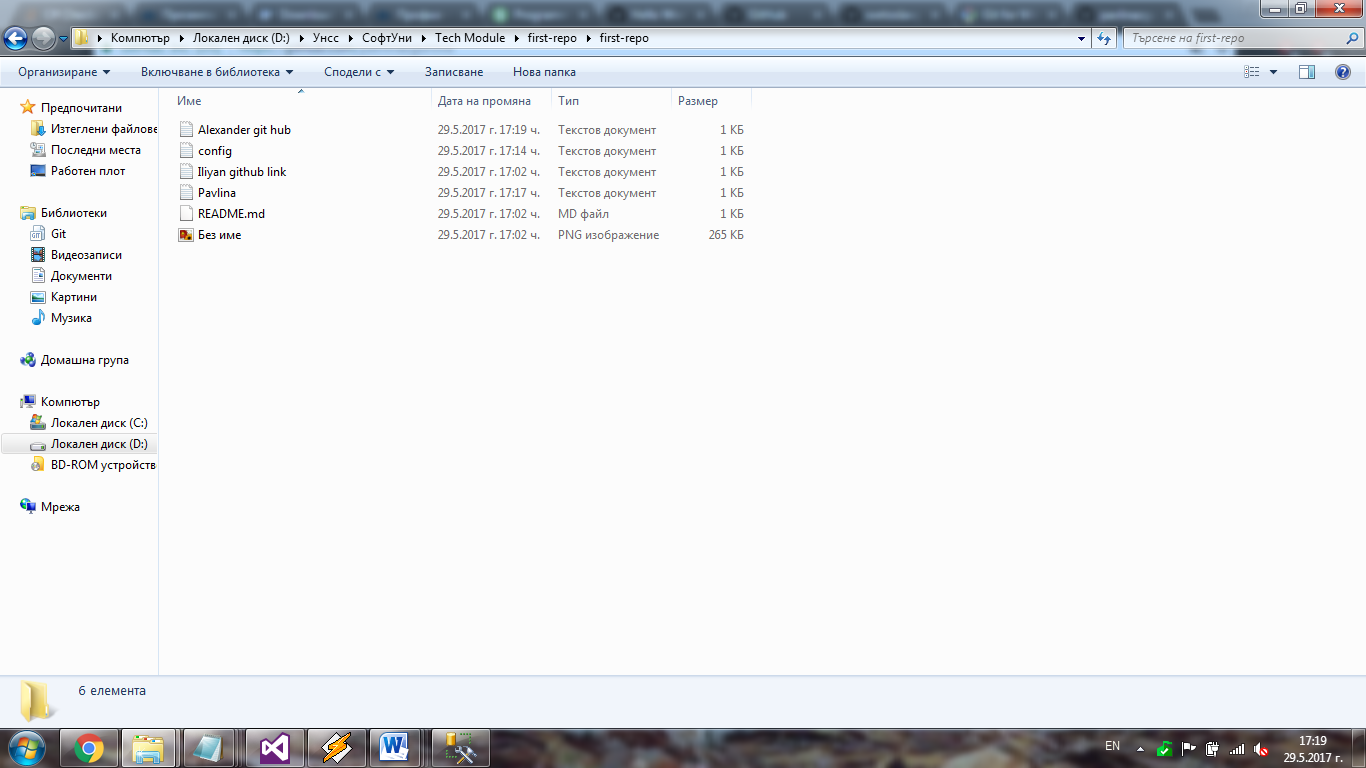 Компютър Локален диск (D:) Унсс СофтУни Tech Module first-repo first-repo Търсене на first-repo
Организиране Включване в библиотека Сподели с Записване Нова папка
Предпочитани
Изтеглени файлове
Последни места
Работен плот
Библиотеки
Git
Видеозаписи
Документи
Картини
Музика
Домашна група
Компютър
Локален диск (C:)
Локален диск (D:)
BD-ROM устройств
Мрежа
Име Дата на промяна Тип Размер
Alexander git hub 29.5.2017 г. 17:19 ч. Текстов документ 1 КБ
config 29.5.2017 г. 17:14 ч. Текстов документ 1 КБ
Iliyan github link 29.5.2017 г. 17:02 ч. Текстов документ 1 КБ
Pavlina 29.5.2017 г. 17:17 ч. Текстов документ 1 КБ
README.md 29.5.2017 г. 17:02 ч. MD файл 1 КБ
Без име 29.5.2017 г. 17:02 ч. PNG изображение 265 КБ
6 елемента
EN 17:19
29.5.2017 г.